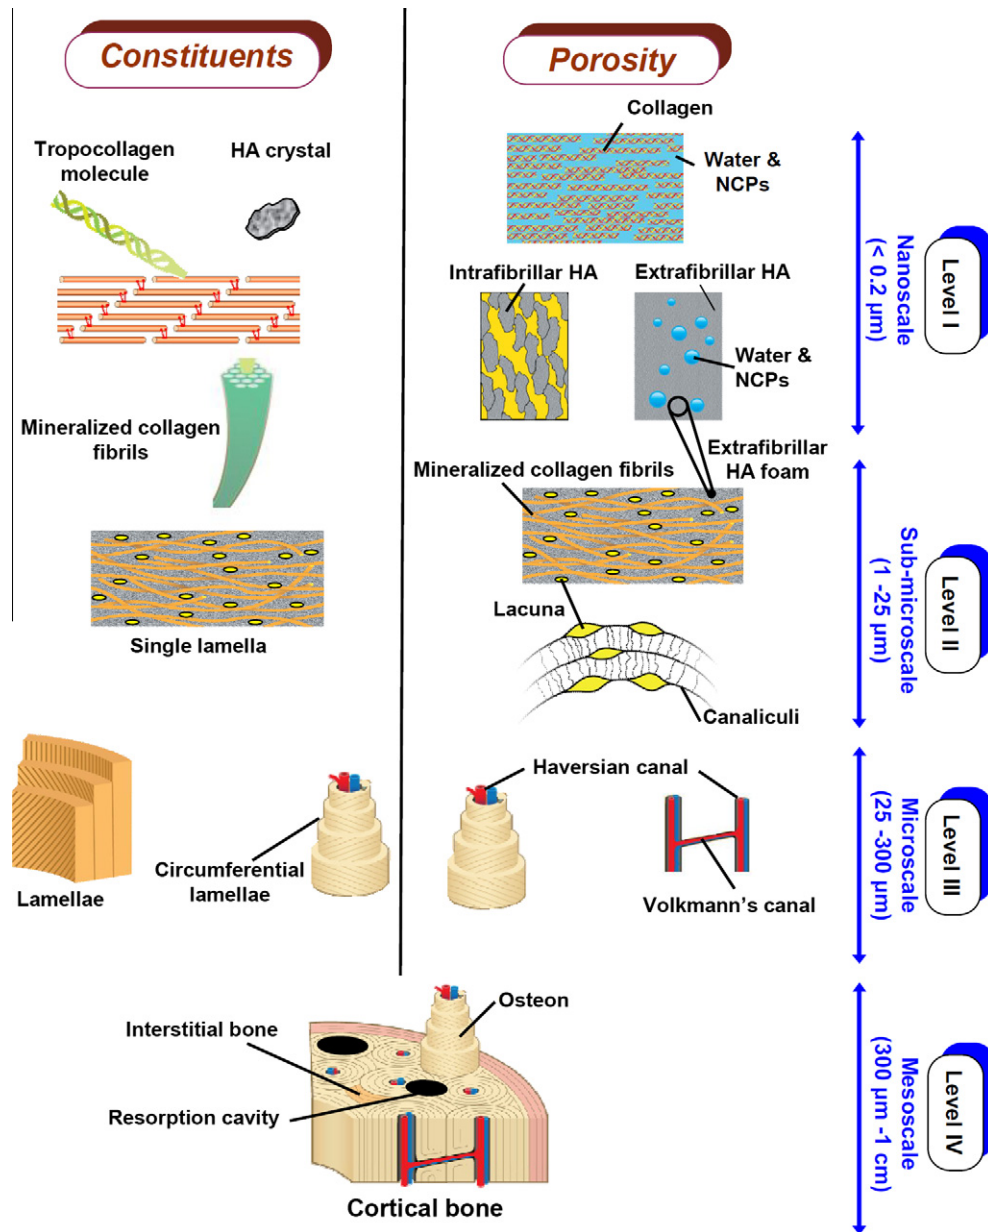 Constituents
Porosity
Tropocollagen
molecule
HA crystal
Mineralized collagen
fibrils
Single lamella
Lamellae
Circumferential
lamellae
Collagen
Water &
NCPs
Intrafibrillar HA
Extrafibrillar HA
Water &
NCPs
Extrafibrillar
HA foam
Mineralized collagen fibrils
Lacuna
Canaliculi
Haversian canal
Volkmann's canal
Osteon
Interstitial bone
Resorption cavity
Cortical bone
Level I
Nanoscale
(< 0.2 µm)
Level II
Sub-microscale
(1 -25 µm)
Level III
Microscale
(25 -300 µm)
Level IV
Mesoscale
(300 µm -1 cm)